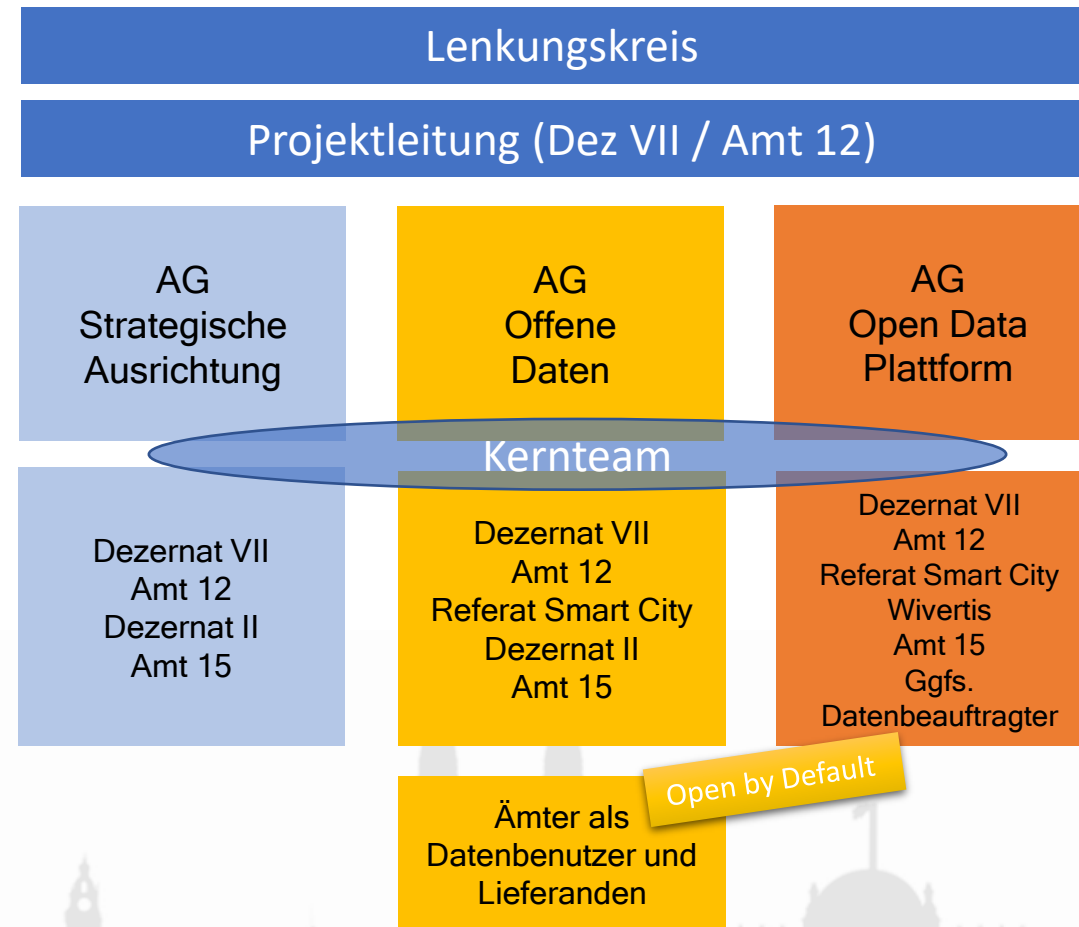 Lenkungskreis
Projektleitung (Dez VII / Amt 12)
AG
Strategische
Ausrichtung
AG
Offene
Daten
AG
Open Data
Plattform
Kernteam
Dezernat VII
Amt 12
Dezernat II
Amt 15
Dezernat VII
Amt 12
Referat Smart City
Dezernat II
Amt 15
Dezernat VII
Amt 12
Referat Smart City
Wivertis
Amt 15
Ggfs.
Datenbeauftragter
Open by Default
Ämter als
Datenbenutzer und
Lieferanden